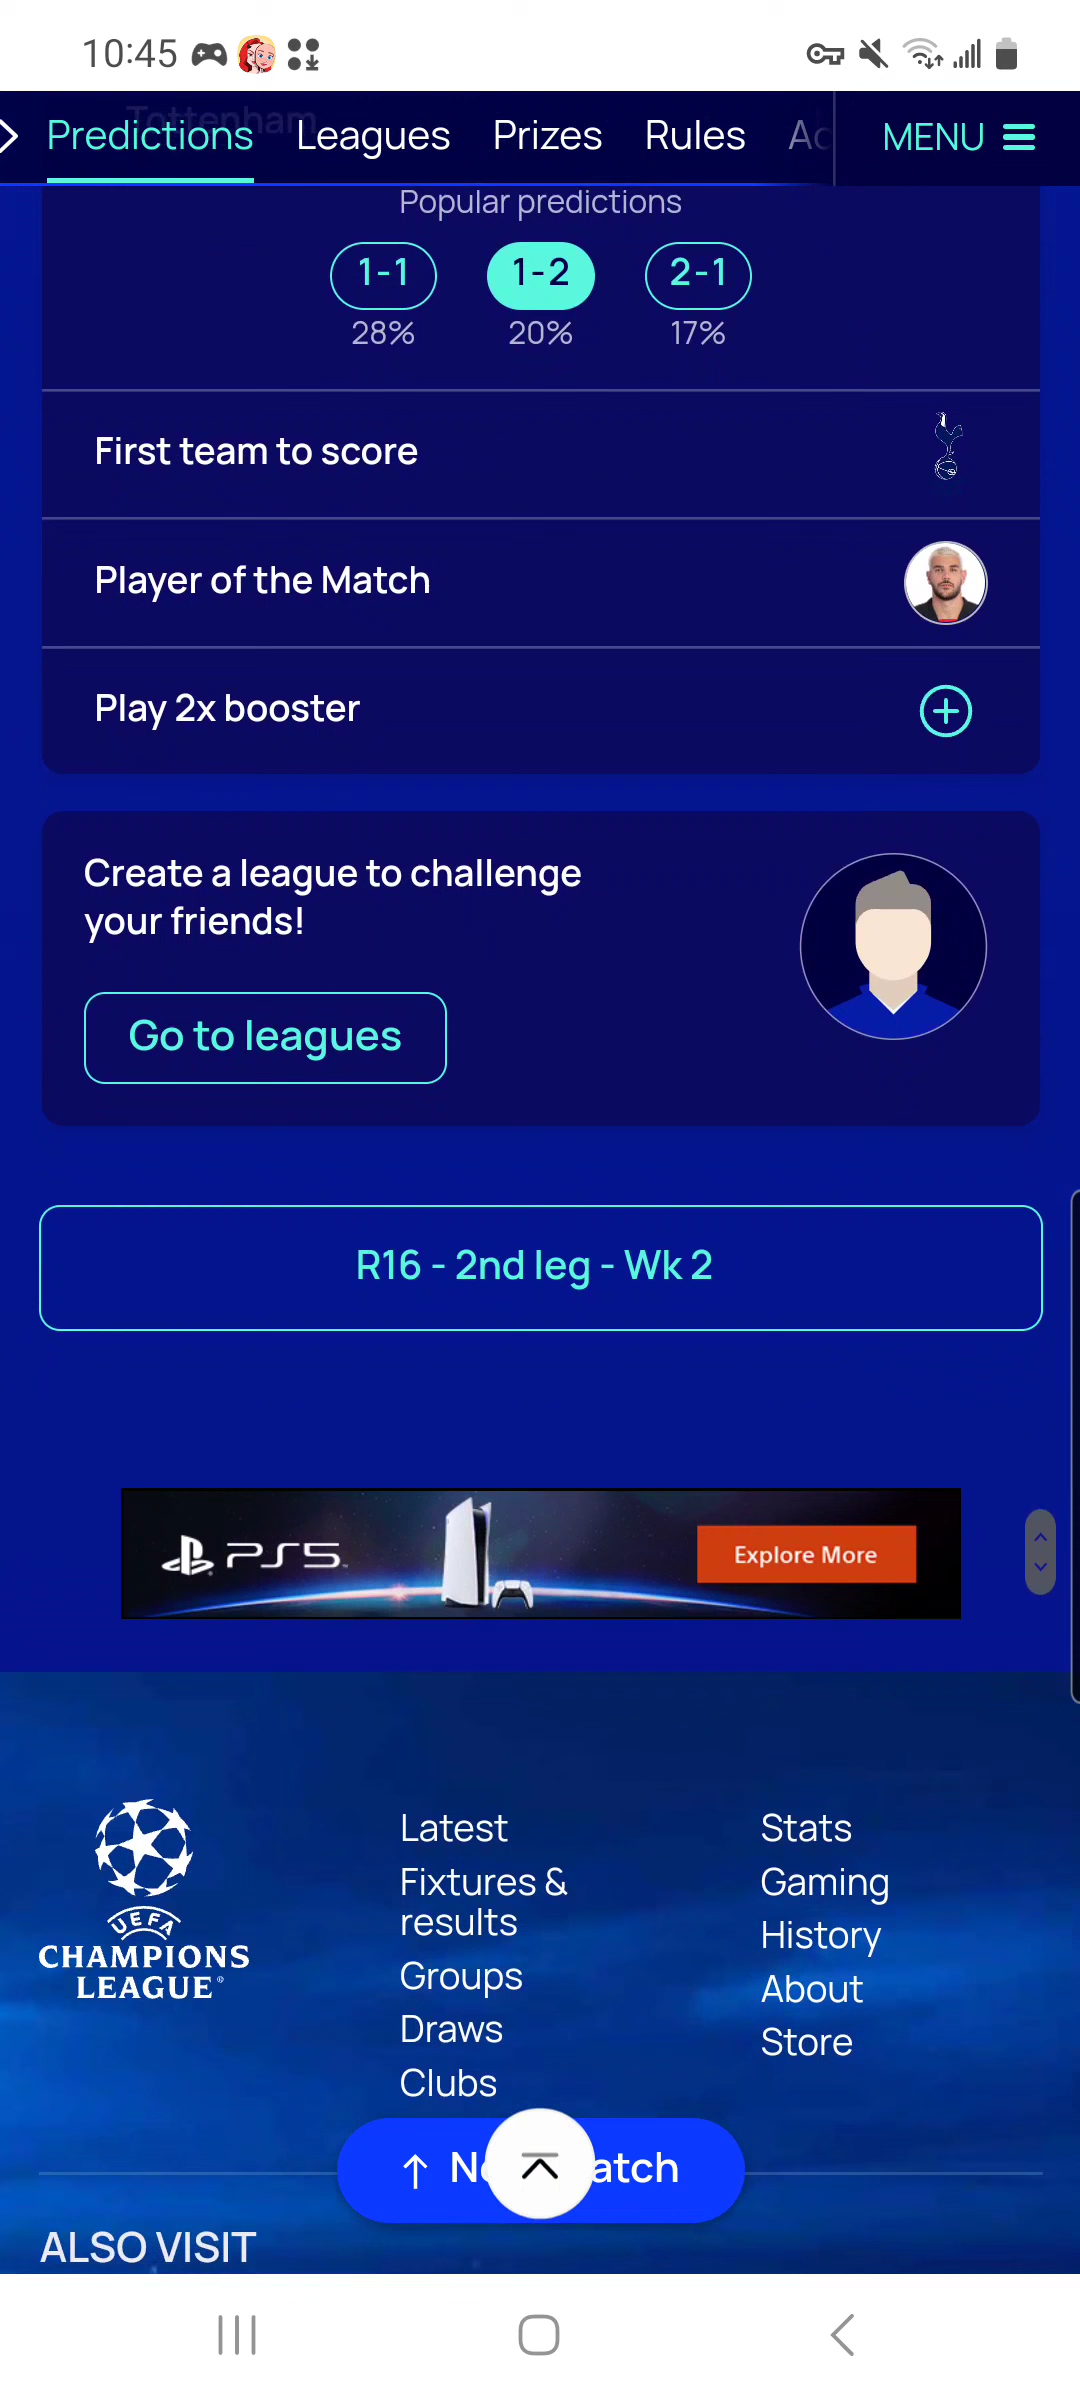 10:45
Tottenham
Predictions Leagues Prizes Rules
MENU
Popular predictions
1-1 1-2 2-1
28% 20% 17%
First team to score
Player of the Match
Play 2x booster
Create a league to challenge
your friends!
Go to leagues
R16 - 2nd leg - Wk 2
PS5
Explore More
UEFA
CHAMPIONS
LEAGUE®
Latest
Fixtures &
results
Groups
Draws
Clubs
Stats
Gaming
History
About
Store
ALSO VISIT